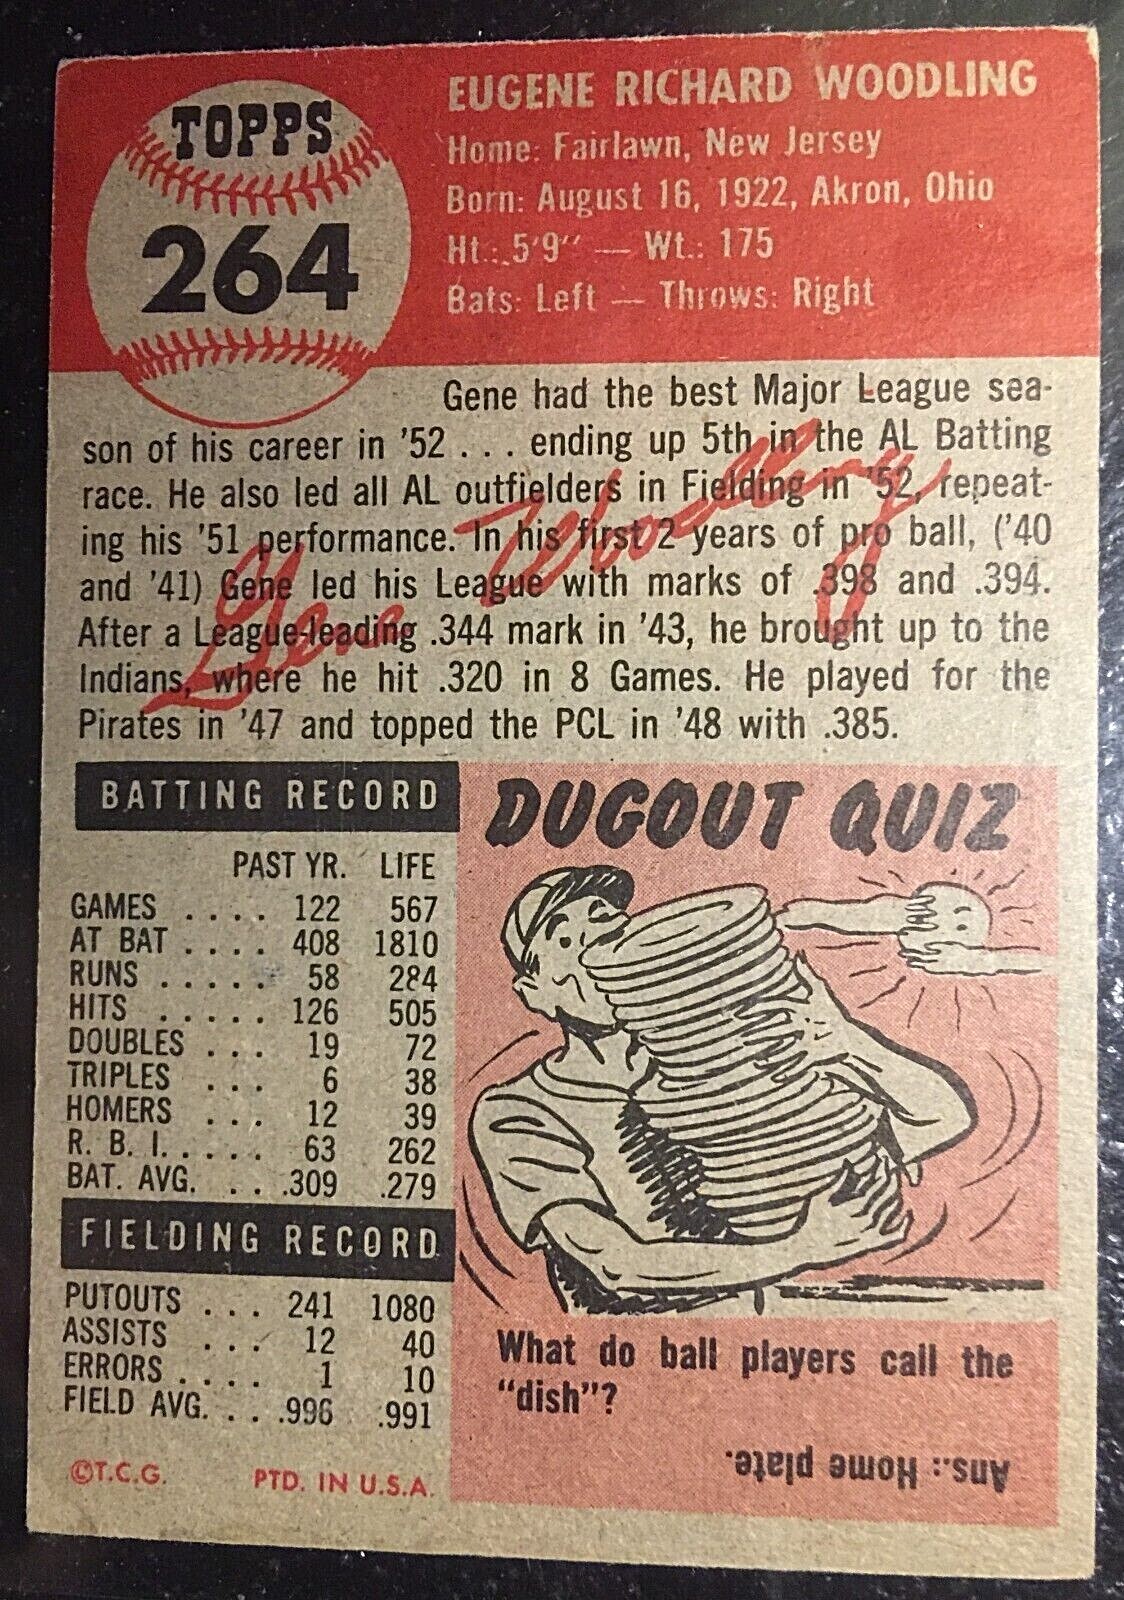 TOPPS
264
EUGENE RICHARD WOODLING
Home: Fairlawn, New Jersey
Born: August 16, 1922, Akron, Ohio
Ht.: 5'9" — Wt.: 175
Bats: Left — Throws: Right
Gene had the best Major League sea-
son of his career in '52 . . . ending up 5th in the AL Batting
race. He also led all AL outfielders in Fielding in '52, repeat-
ing his '51 performance. In his first 2 years of pro ball, ('40
and '41) Gene led his League with marks of .398 and .394.
After a League-leading .344 mark in '43, he brought up to the
Indians, where he hit .320 in 8 Games. He played for the
Pirates in '47 and topped the PCL in '48 with .385.
Gene Woodling
BATTING RECORD
PAST YR. LIFE
GAMES . . . . 122 567
AT BAT . . . . 408 1810
RUNS . . . . . 58 284
HITS . . . . . 126 505
DOUBLES . . . 19 72
TRIPLES . . . 6 38
HOMERS . . . 12 39
R. B. I. . . . . 63 262
BAT. AVG. . . .309 .279
FIELDING RECORD
PUTOUTS . . . 241 1080
ASSISTS . . . 12 40
ERRORS . . . . 1 10
FIELD AVG. . . .996 .991
©T.C.G. PTD. IN U.S.A.
DUGOUT QUIZ
What do ball players call the
"dish"?
Ans.: Home plate.